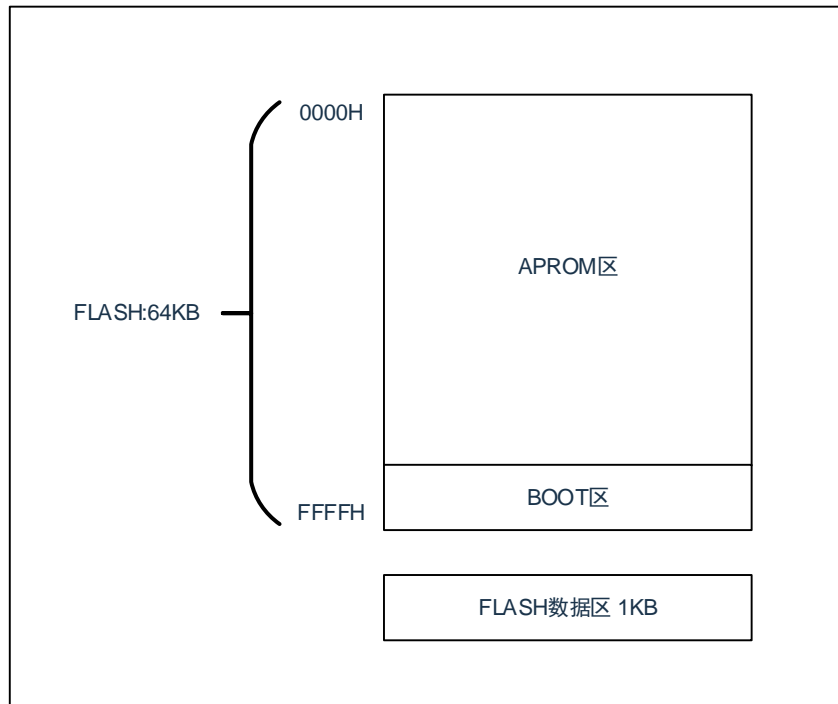 0000H
APROM区
FLASH:64KB
BOOT区
FFFFH
FLASH数据区 1KB